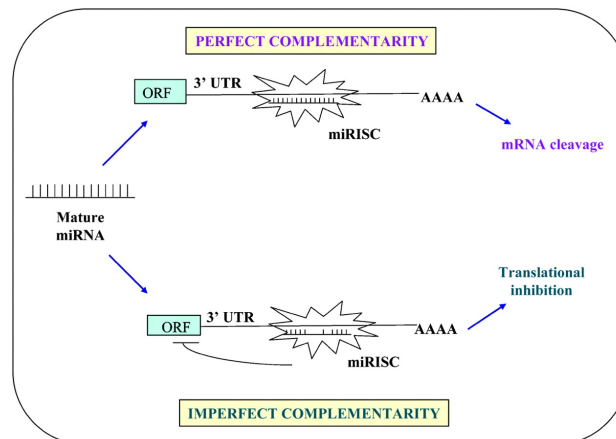 PERFECT COMPLEMENTARITY
3’ UTR
ORF
AAAA
miRISC
mRNA cleavage
Mature
miRNA
Translational
inhibition
3’ UTR
ORF
AAAA
miRISC
IMPERFECT COMPLEMENTARITY